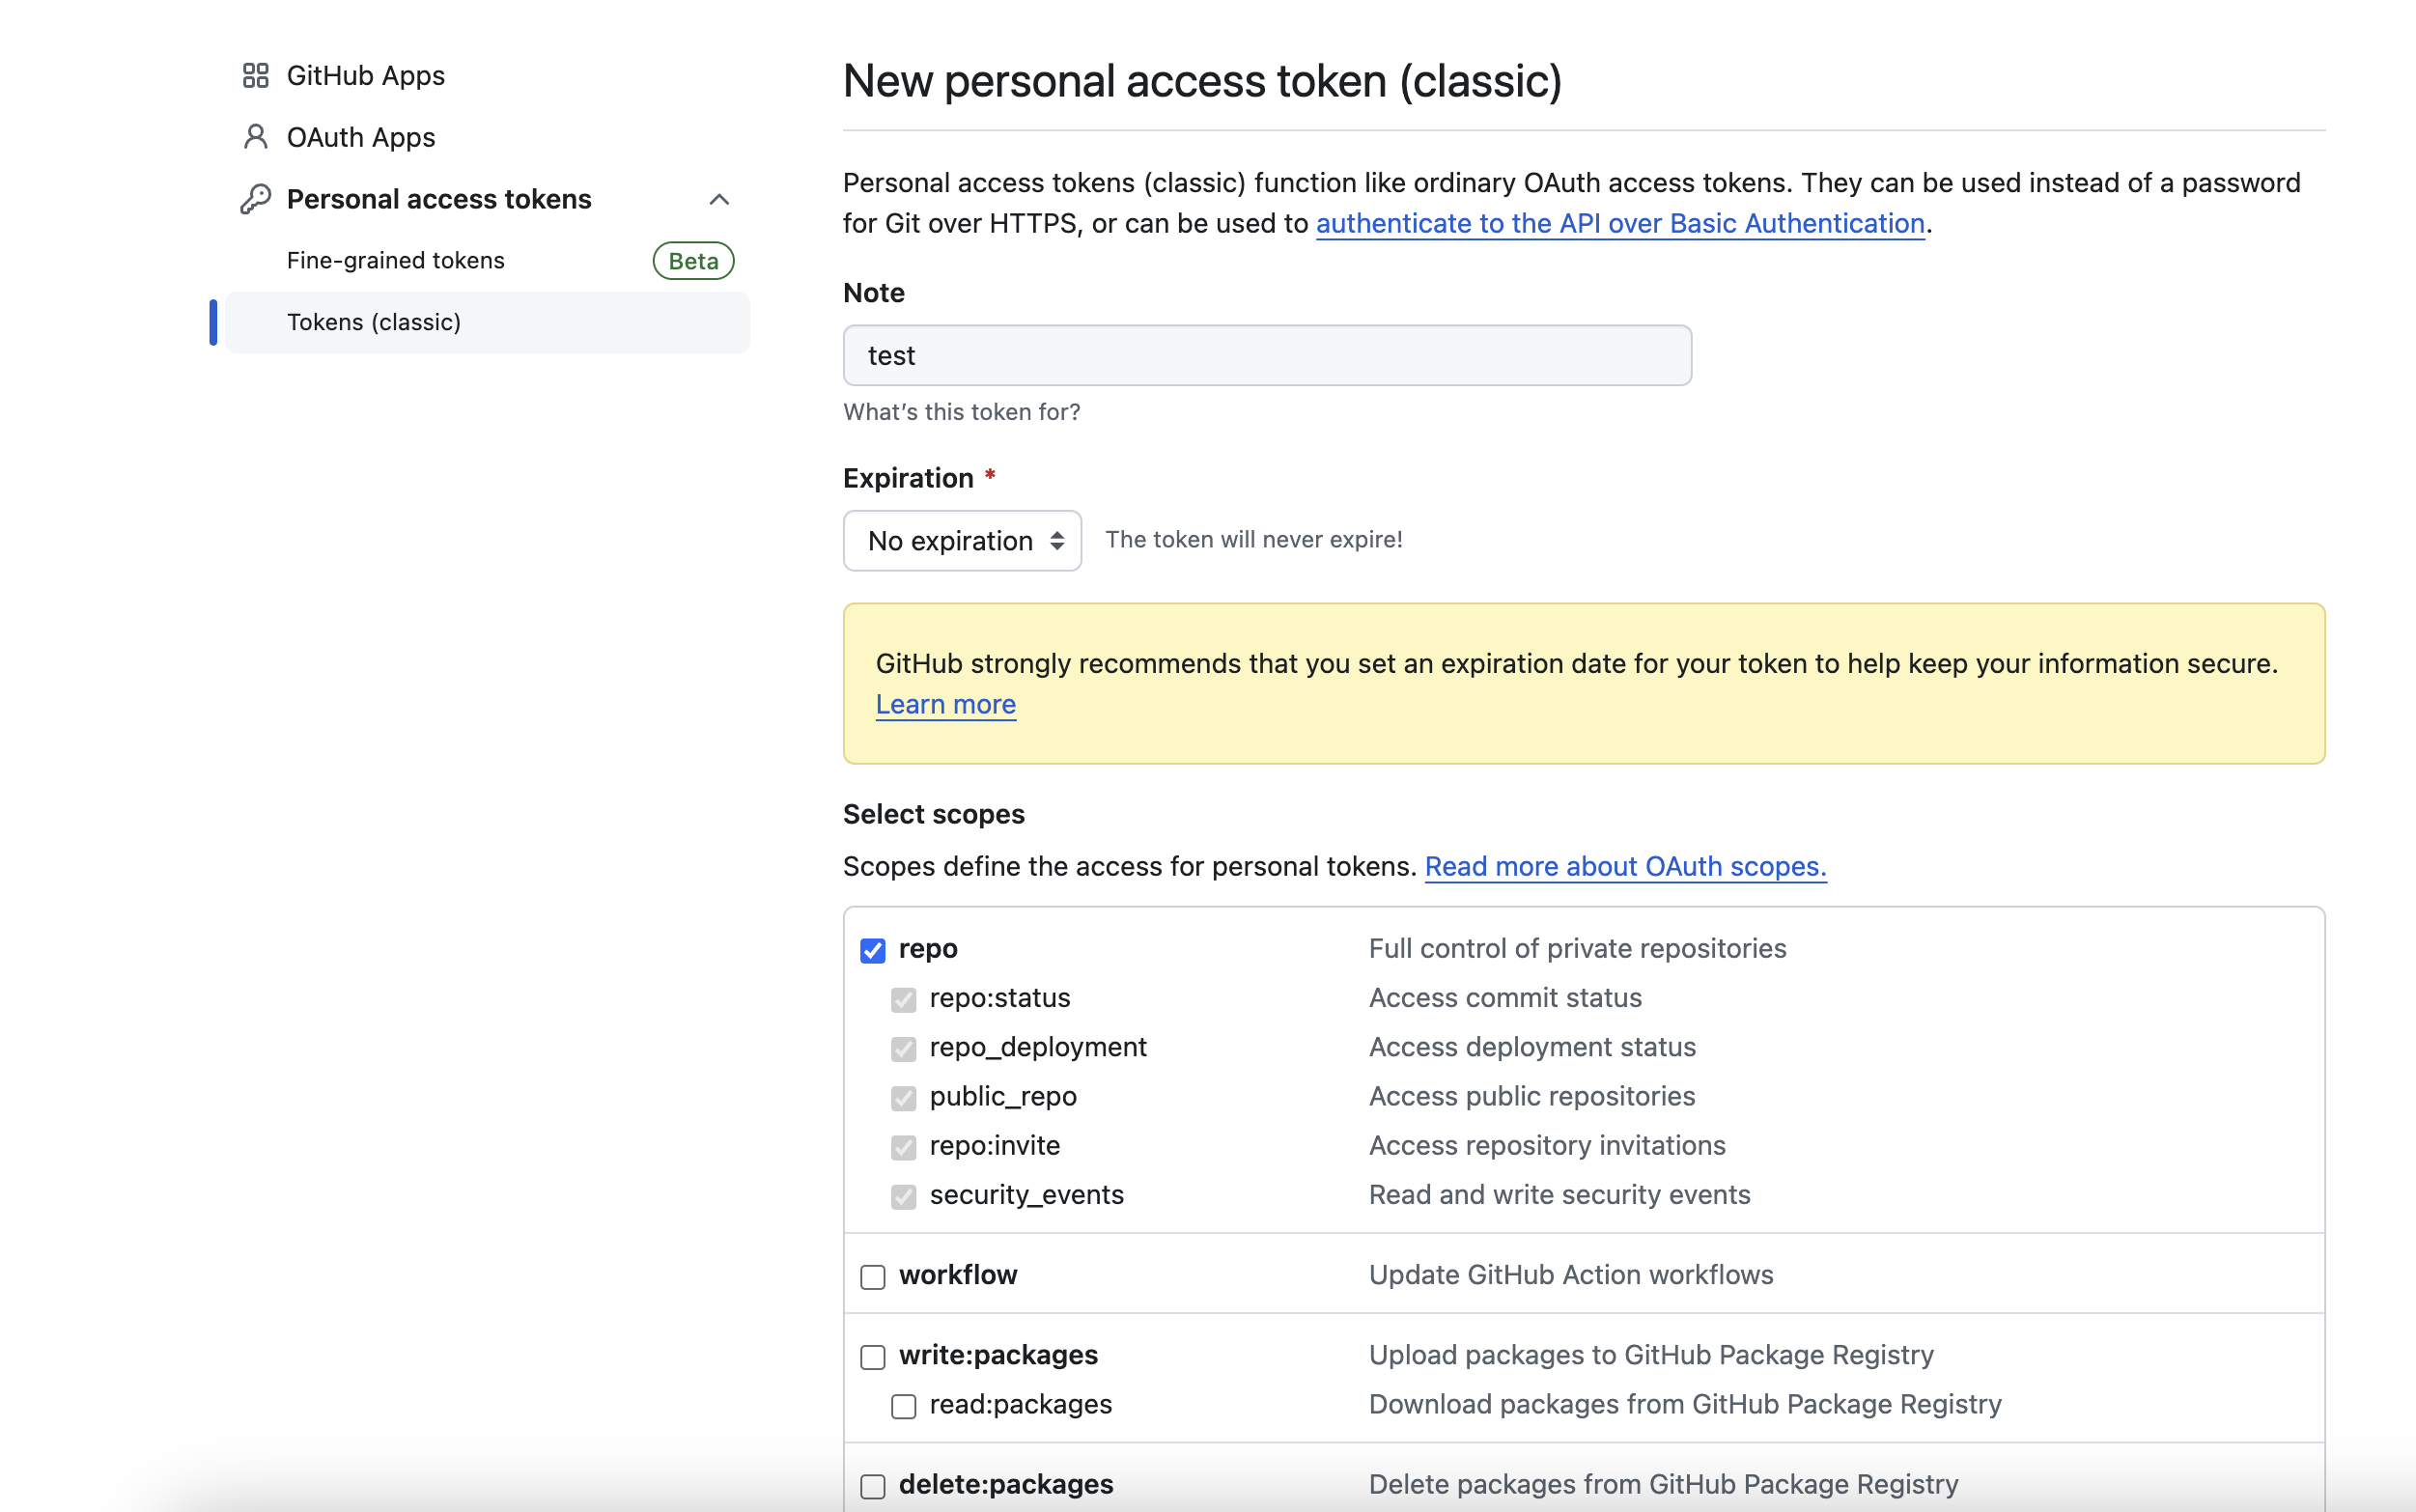 GitHub Apps
OAuth Apps
Personal access tokens
Fine-grained tokens Beta
Tokens (classic)
New personal access token (classic)
Personal access tokens (classic) function like ordinary OAuth access tokens. They can be used instead of a password
for Git over HTTPS, or can be used to authenticate to the API over Basic Authentication.
Note
test
What’s this token for?
Expiration *
No expiration The token will never expire!
GitHub strongly recommends that you set an expiration date for your token to help keep your information secure.
Learn more
Select scopes
Scopes define the access for personal tokens. Read more about OAuth scopes.
repo Full control of private repositories
repo:status Access commit status
repo_deployment Access deployment status
public_repo Access public repositories
repo:invite Access repository invitations
security_events Read and write security events
workflow Update GitHub Action workflows
write:packages Upload packages to GitHub Package Registry
read:packages Download packages from GitHub Package Registry
delete:packages Delete packages from GitHub Package Registry